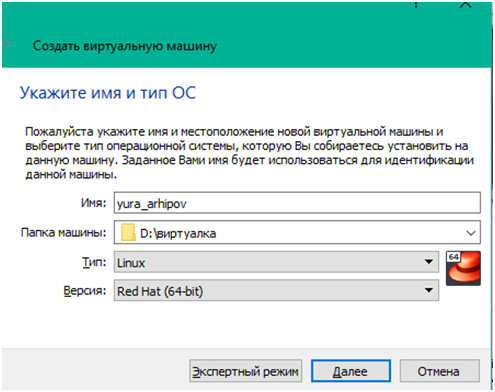 Создать виртуальную машину
Укажите имя и тип ОС
Пожалуйста укажите имя и местоположение новой виртуальной машины и
выберите тип операционной системы, которую Вы собираетесь установить на
данную машину. Заданное Вами имя будет использоваться для идентификации
данной машины.
Имя: yura_arhipov
Папка машины: D:\виртуалка
Тип: Linux
64
Версия: Red Hat (64-bit)
Экспертный режим Далее Отмена